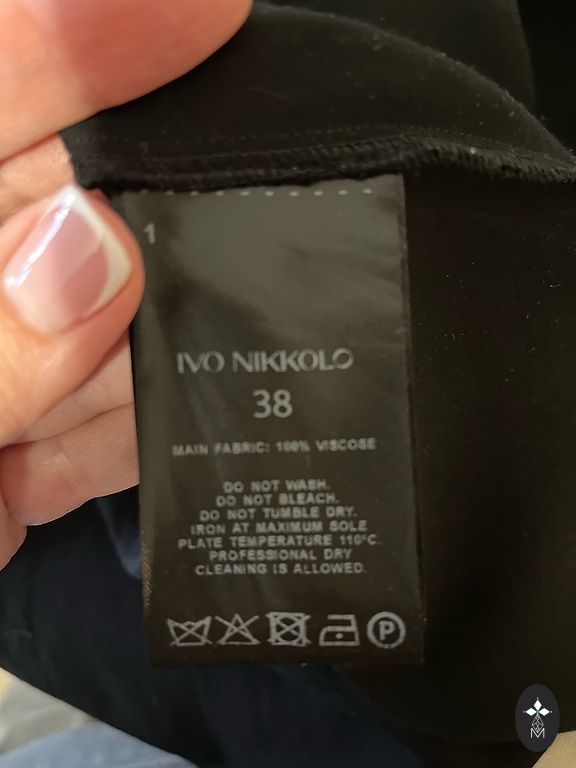 1
IVO NIKKOLO
38
MAIN FABRIC: 100% VISCOSE
DO NOT WASH.
DO NOT BLEACH.
DO NOT TUMBLE DRY.
IRON AT MAXIMUM SOLE
PLATE TEMPERATURE 110°C.
PROFESSIONAL DRY
CLEANING IS ALLOWED.
P
M